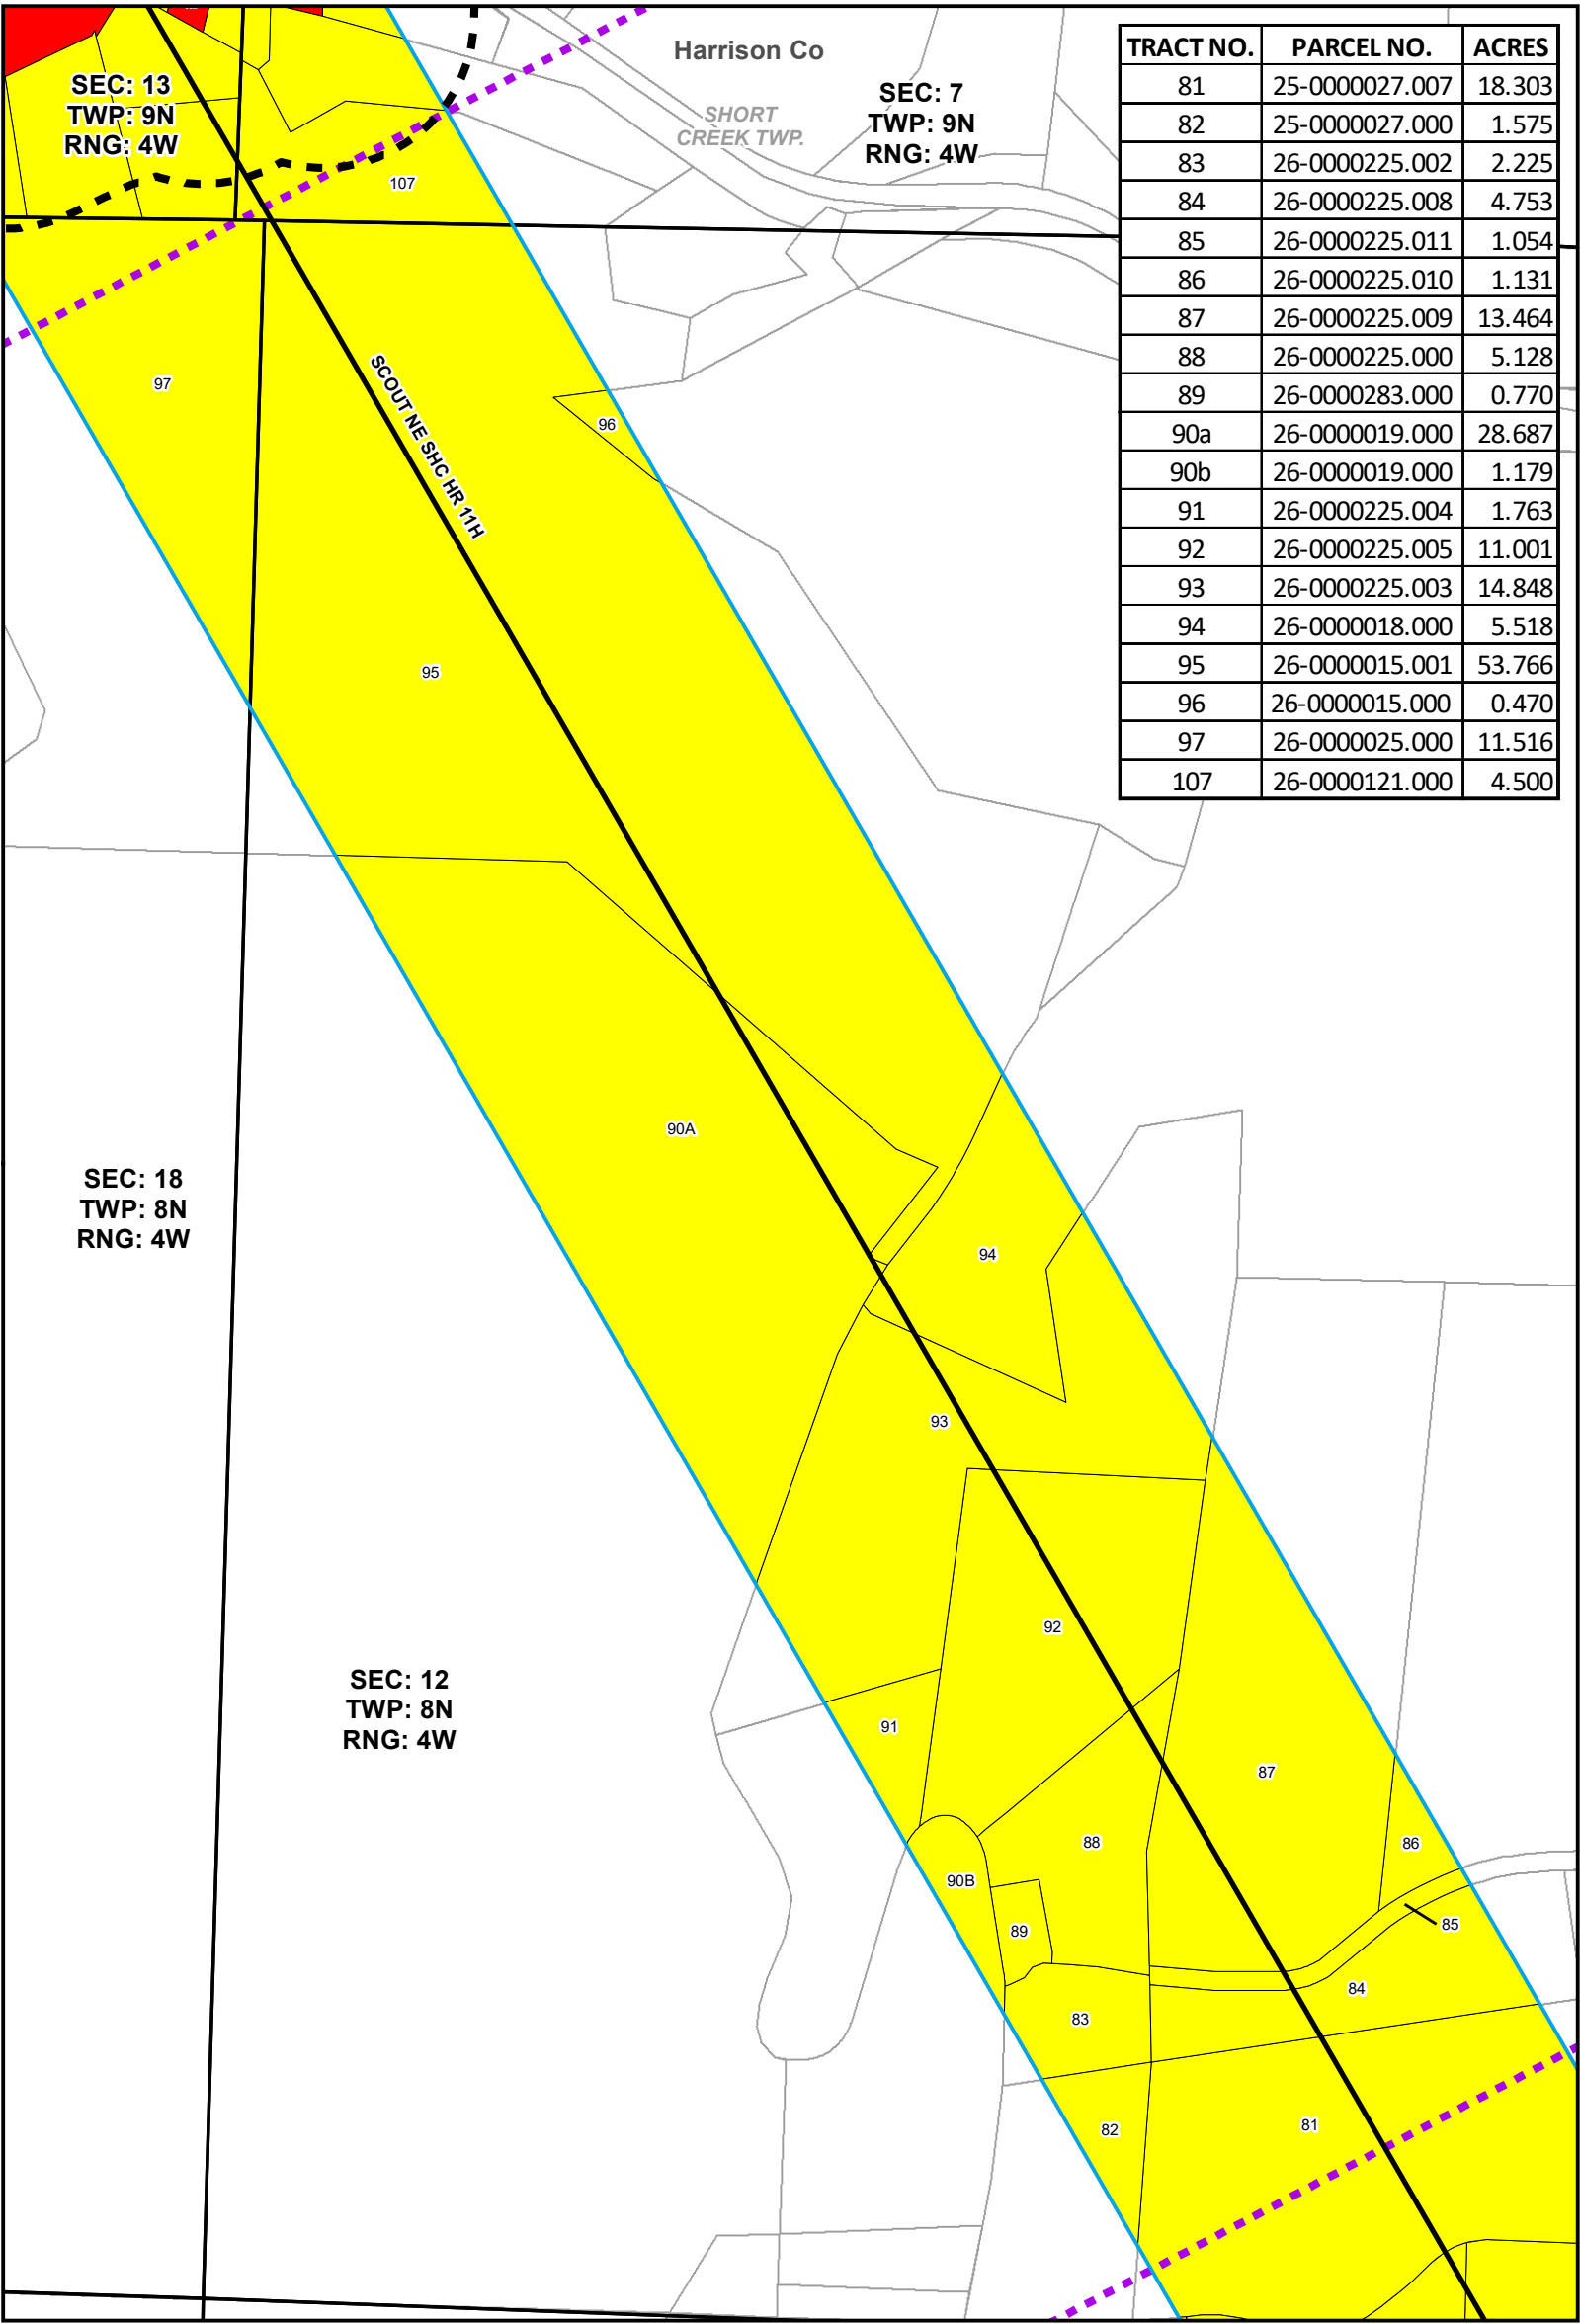 Harrison Co
SEC: 13
TWP: 9N
RNG: 4W
SHORT
CREEK TWP.
SEC: 7
TWP: 9N
RNG: 4W
TRACT NO. PARCEL NO. ACRES
81 25-0000027.007 18.303
82 25-0000027.000 1.575
83 26-0000225.002 2.225
84 26-0000225.008 4.753
85 26-0000225.011 1.054
86 26-0000225.010 1.131
87 26-0000225.009 13.464
88 26-0000225.000 5.128
89 26-0000283.000 0.770
90a 26-0000019.000 28.687
90b 26-0000019.000 1.179
91 26-0000225.004 1.763
92 26-0000225.005 11.001
93 26-0000225.003 14.848
94 26-0000018.000 5.518
95 26-0000015.001 53.766
96 26-0000015.000 0.470
97 26-0000025.000 11.516
107 26-0000121.000 4.500
107
97
SCOUT NE SHC HR 11H
96
95
90A
SEC: 18
TWP: 8N
RNG: 4W
94
93
92
SEC: 12
TWP: 8N
RNG: 4W
91
87
88
86
90B
89
85
84
83
82
81